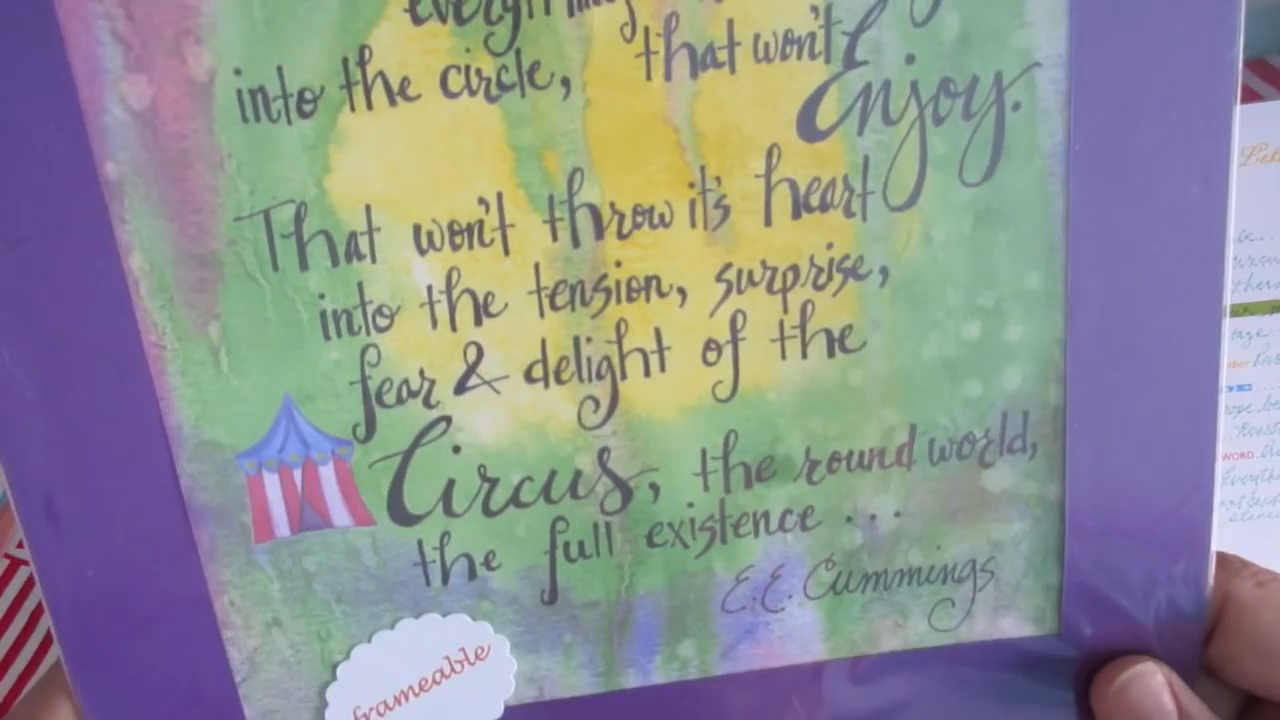 everything
into the circle, that won't
Enjoy.
That won't throw it's heart
into the tension, surprise,
fear & delight of the
Circus, the round world,
the full existence ...
E.E. Cummings
frameable